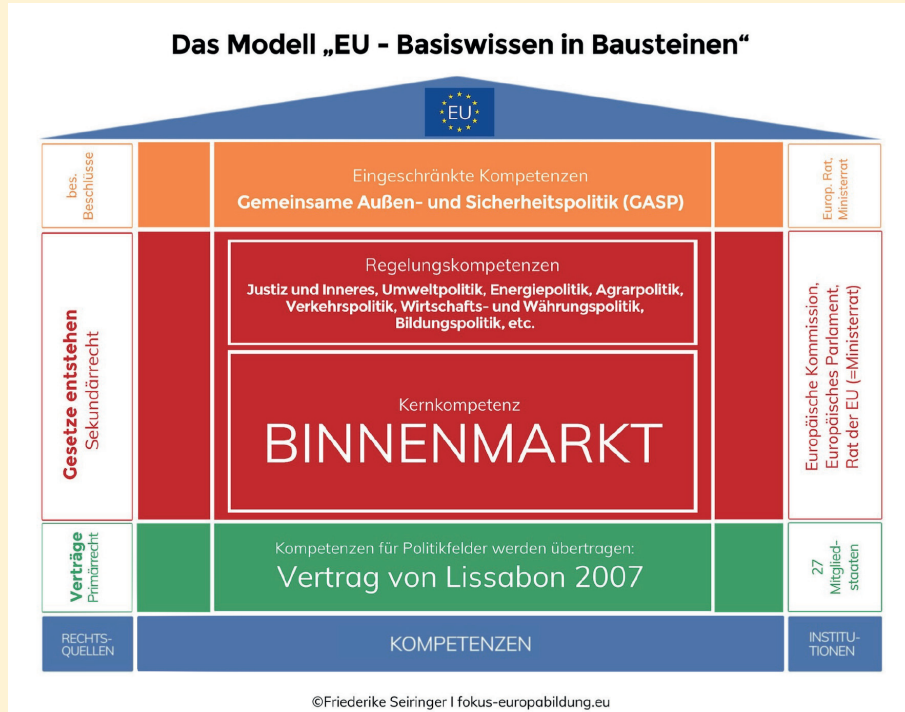 Das Modell „EU - Basiswissen in Bausteinen“
EU
bes.
Beschlüsse
Eingeschränkte Kompetenzen
Gemeinsame Außen- und Sicherheitspolitik (GASP)
Europ. Rat,
Ministerrat
Gesetze entstehen
Sekundärrecht
Regelungskompetenzen
Justiz und Inneres, Umweltpolitik, Energiepolitik, Agrarpolitik,
Verkehrspolitik, Wirtschafts- und Währungspolitik,
Bildungspolitik, etc.
Kernkompetenz
BINNENMARKT
Europäische Kommission,
Europäisches Parlament,
Rat der EU (=Ministerrat)
Verträge
Primärrecht
Kompetenzen für Politikfelder werden übertragen:
Vertrag von Lissabon 2007
27
Mitglied-
staaten
RECHTS-
QUELLEN
KOMPETENZEN
INSTITU-
TIONEN
©Friederike Seiringer I fokus-europabildung.eu